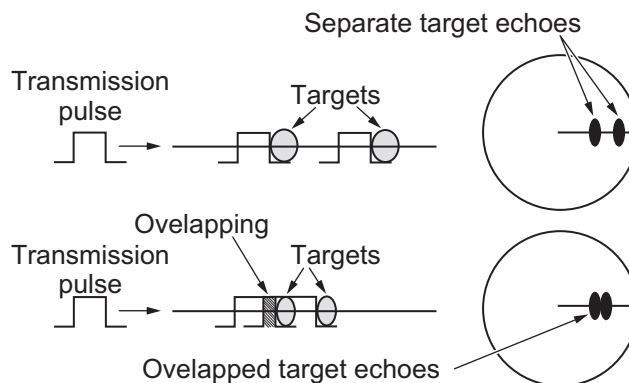 Separate target echoes
Transmission
pulse
Targets
Ovelapping
Transmission
pulse
Targets
Ovelapped target echoes